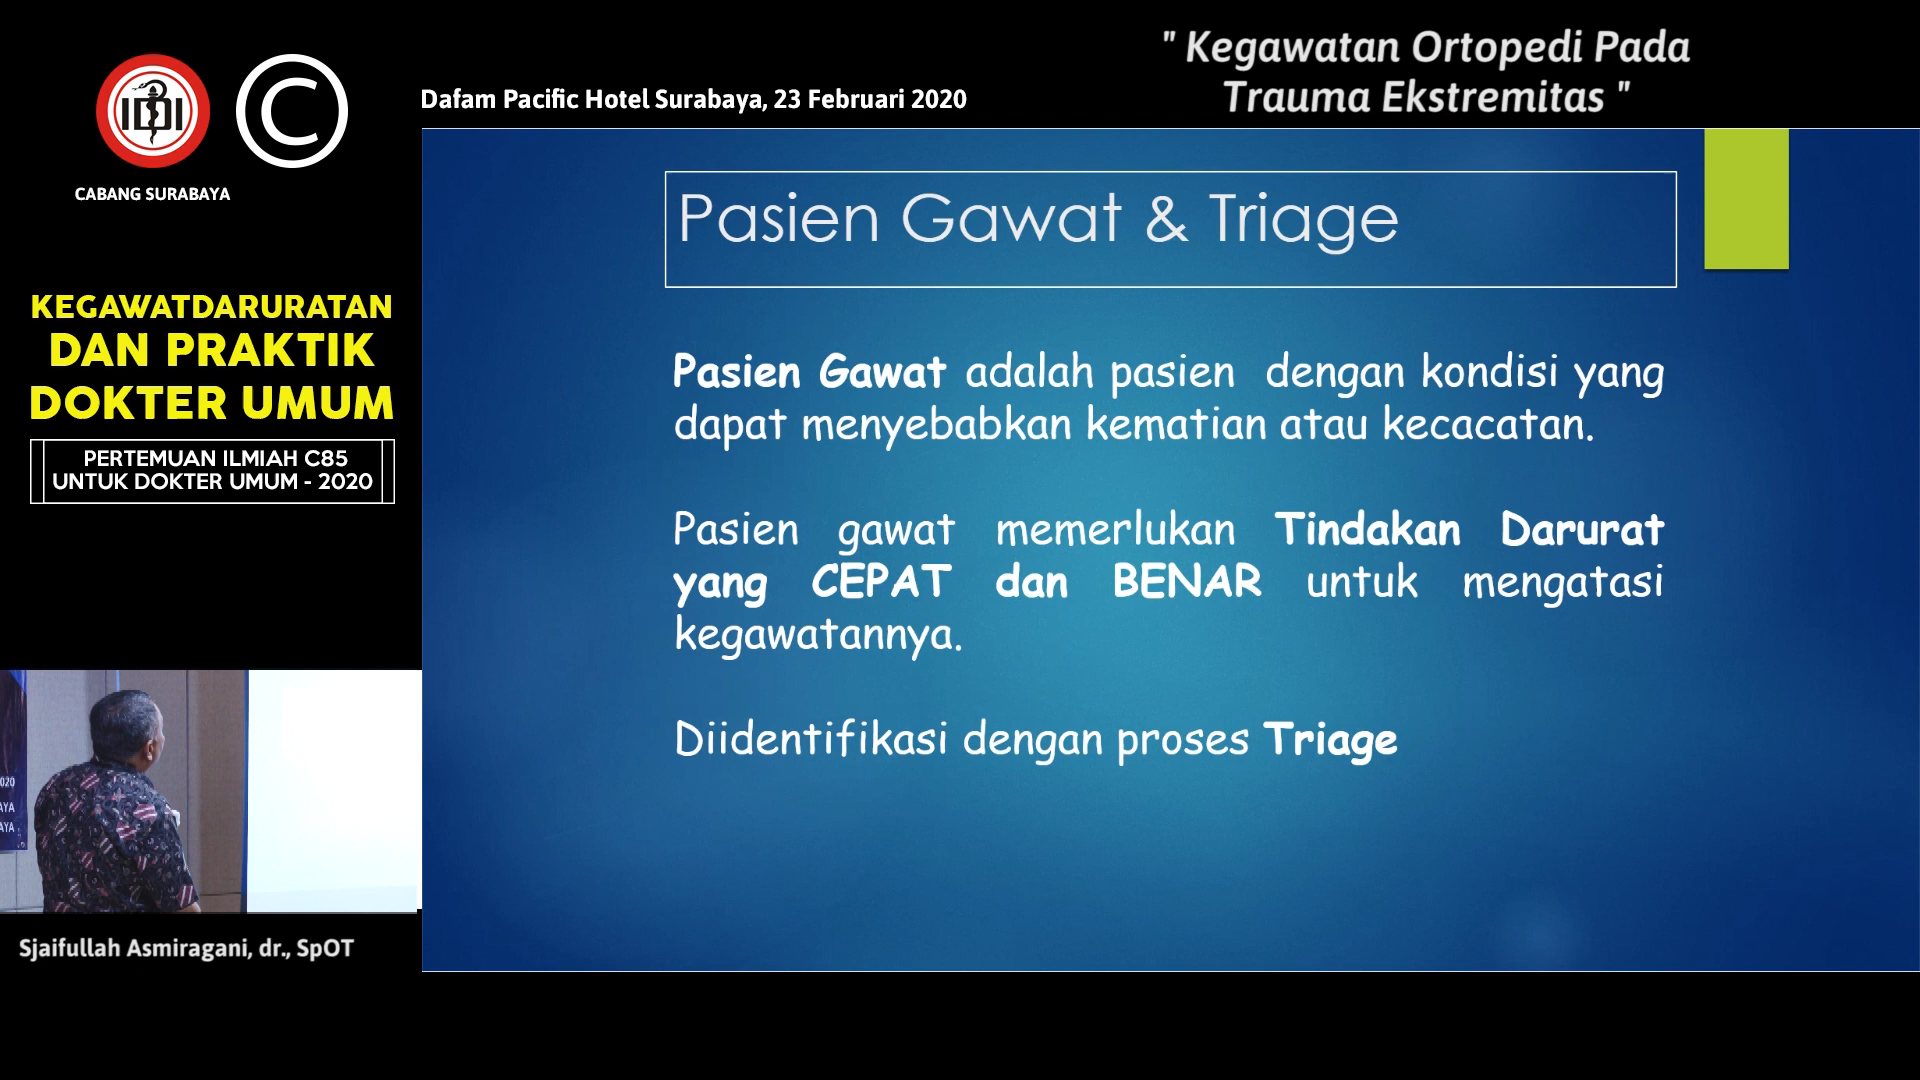 IDI
C
CABANG SURABAYA
Dafam Pacific Hotel Surabaya, 23 Februari 2020
" Kegawatan Ortopedi Pada
Trauma Ekstremitas "
KEGAWATDARURATAN
DAN PRAKTIK
DOKTER UMUM
PERTEMUAN ILMIAH C85
UNTUK DOKTER UMUM - 2020
Pasien Gawat & Triage
Pasien Gawat adalah pasien dengan kondisi yang
dapat menyebabkan kematian atau kecacatan.
Pasien gawat memerlukan Tindakan Darurat
yang CEPAT dan BENAR untuk mengatasi
kegawatannya.
Diidentifikasi dengan proses Triage
Sjaifullah Asmiragani, dr., SpOT